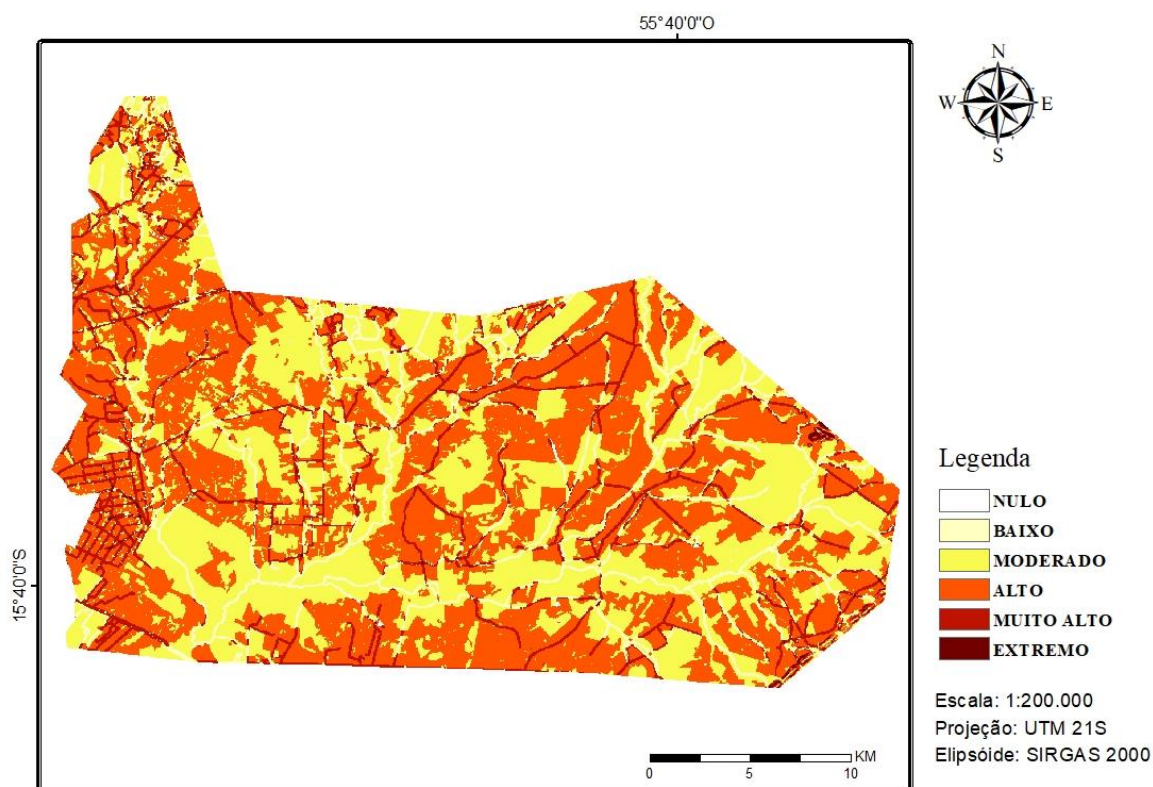 55°40'0"O
N
W E
S
15°40'0"S
Legenda
NULO
BAIXO
MODERADO
ALTO
MUITO ALTO
EXTREMO
Escala: 1:200.000
Projeção: UTM 21S
Elipsóide: SIRGAS 2000
KM
0 5 10